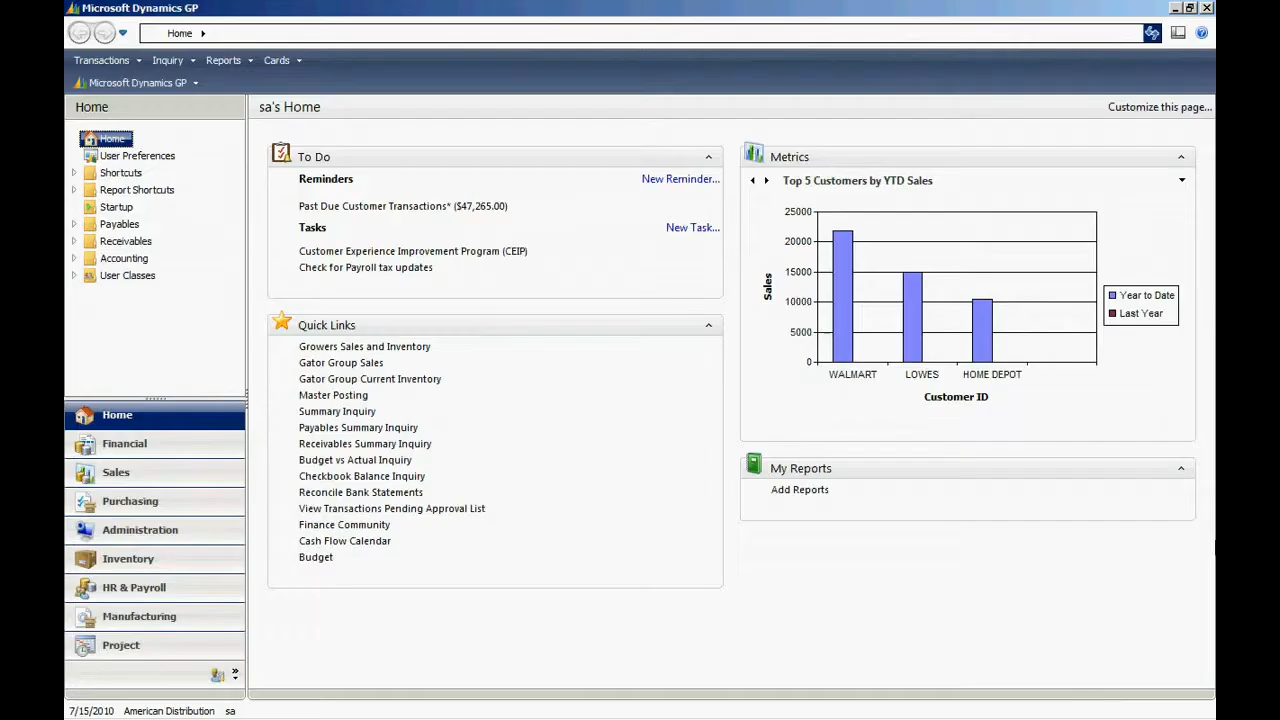 Microsoft Dynamics GP
Home
Transactions Inquiry Reports Cards
Microsoft Dynamics GP
Home
Home
User Preferences
Shortcuts
Report Shortcuts
Startup
Payables
Receivables
Accounting
User Classes
Home
Financial
Sales
Purchasing
Administration
Inventory
HR & Payroll
Manufacturing
Project
sa's Home
Customize this page...
To Do
Reminders New Reminder...
Past Due Customer Transactions* ($47,265.00)
Tasks New Task...
Customer Experience Improvement Program (CEIP)
Check for Payroll tax updates
Quick Links
Growers Sales and Inventory
Gator Group Sales
Gator Group Current Inventory
Master Posting
Summary Inquiry
Payables Summary Inquiry
Receivables Summary Inquiry
Budget vs Actual Inquiry
Checkbook Balance Inquiry
Reconcile Bank Statements
View Transactions Pending Approval List
Finance Community
Cash Flow Calendar
Budget
Metrics
Top 5 Customers by YTD Sales
25000
20000
15000
10000
5000
0
Sales
WALMART LOWES HOME DEPOT
Customer ID
Year to Date
Last Year
My Reports
Add Reports
7/15/2010 American Distribution sa